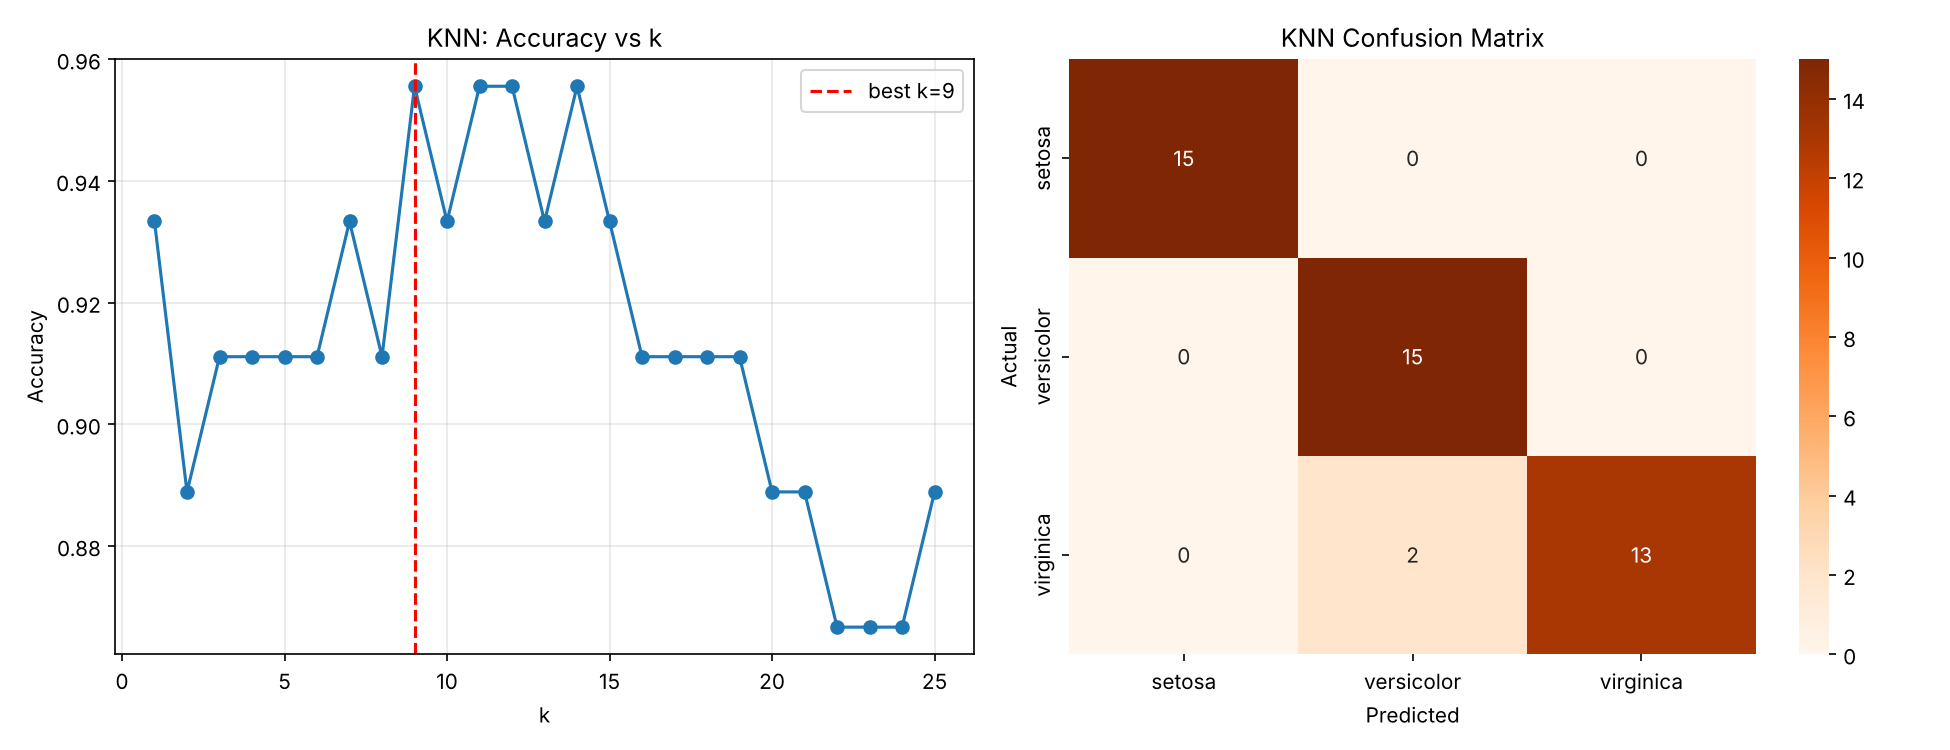 KNN: Accuracy vs k
0.96
0.94
0.92
0.90
0.88
Accuracy
best k=9
0 5 10 15 20 25
k
KNN Confusion Matrix
Actual
setosa
versicolor
virginica
15 0 0
0 15 0
0 2 13
setosa versicolor virginica
Predicted
14
12
10
8
6
4
2
0